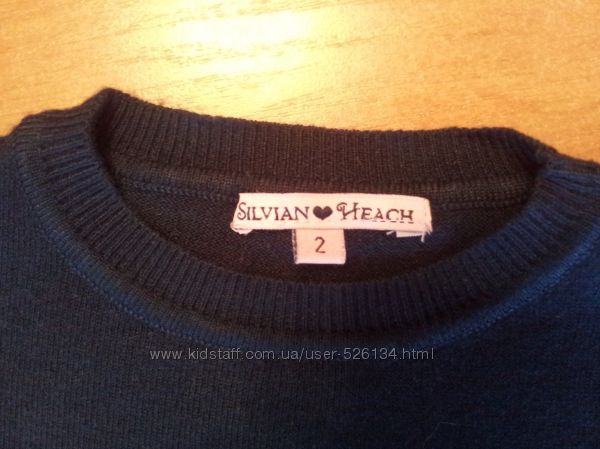 SILVIAN ❤ HEACH
2
www.kidstaff.com.ua/user-526134.html